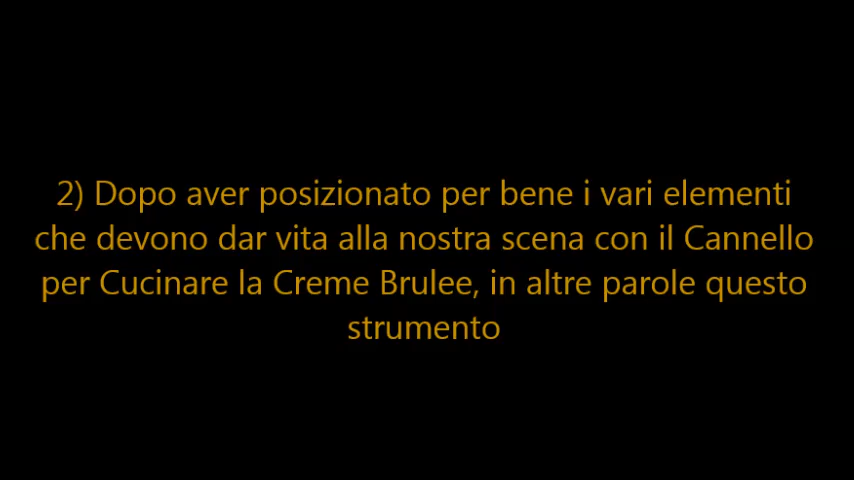 2) Dopo aver posizionato per bene i vari elementi
che devono dar vita alla nostra scena con il Cannello
per Cucinare la Creme Brulee, in altre parole questo
strumento